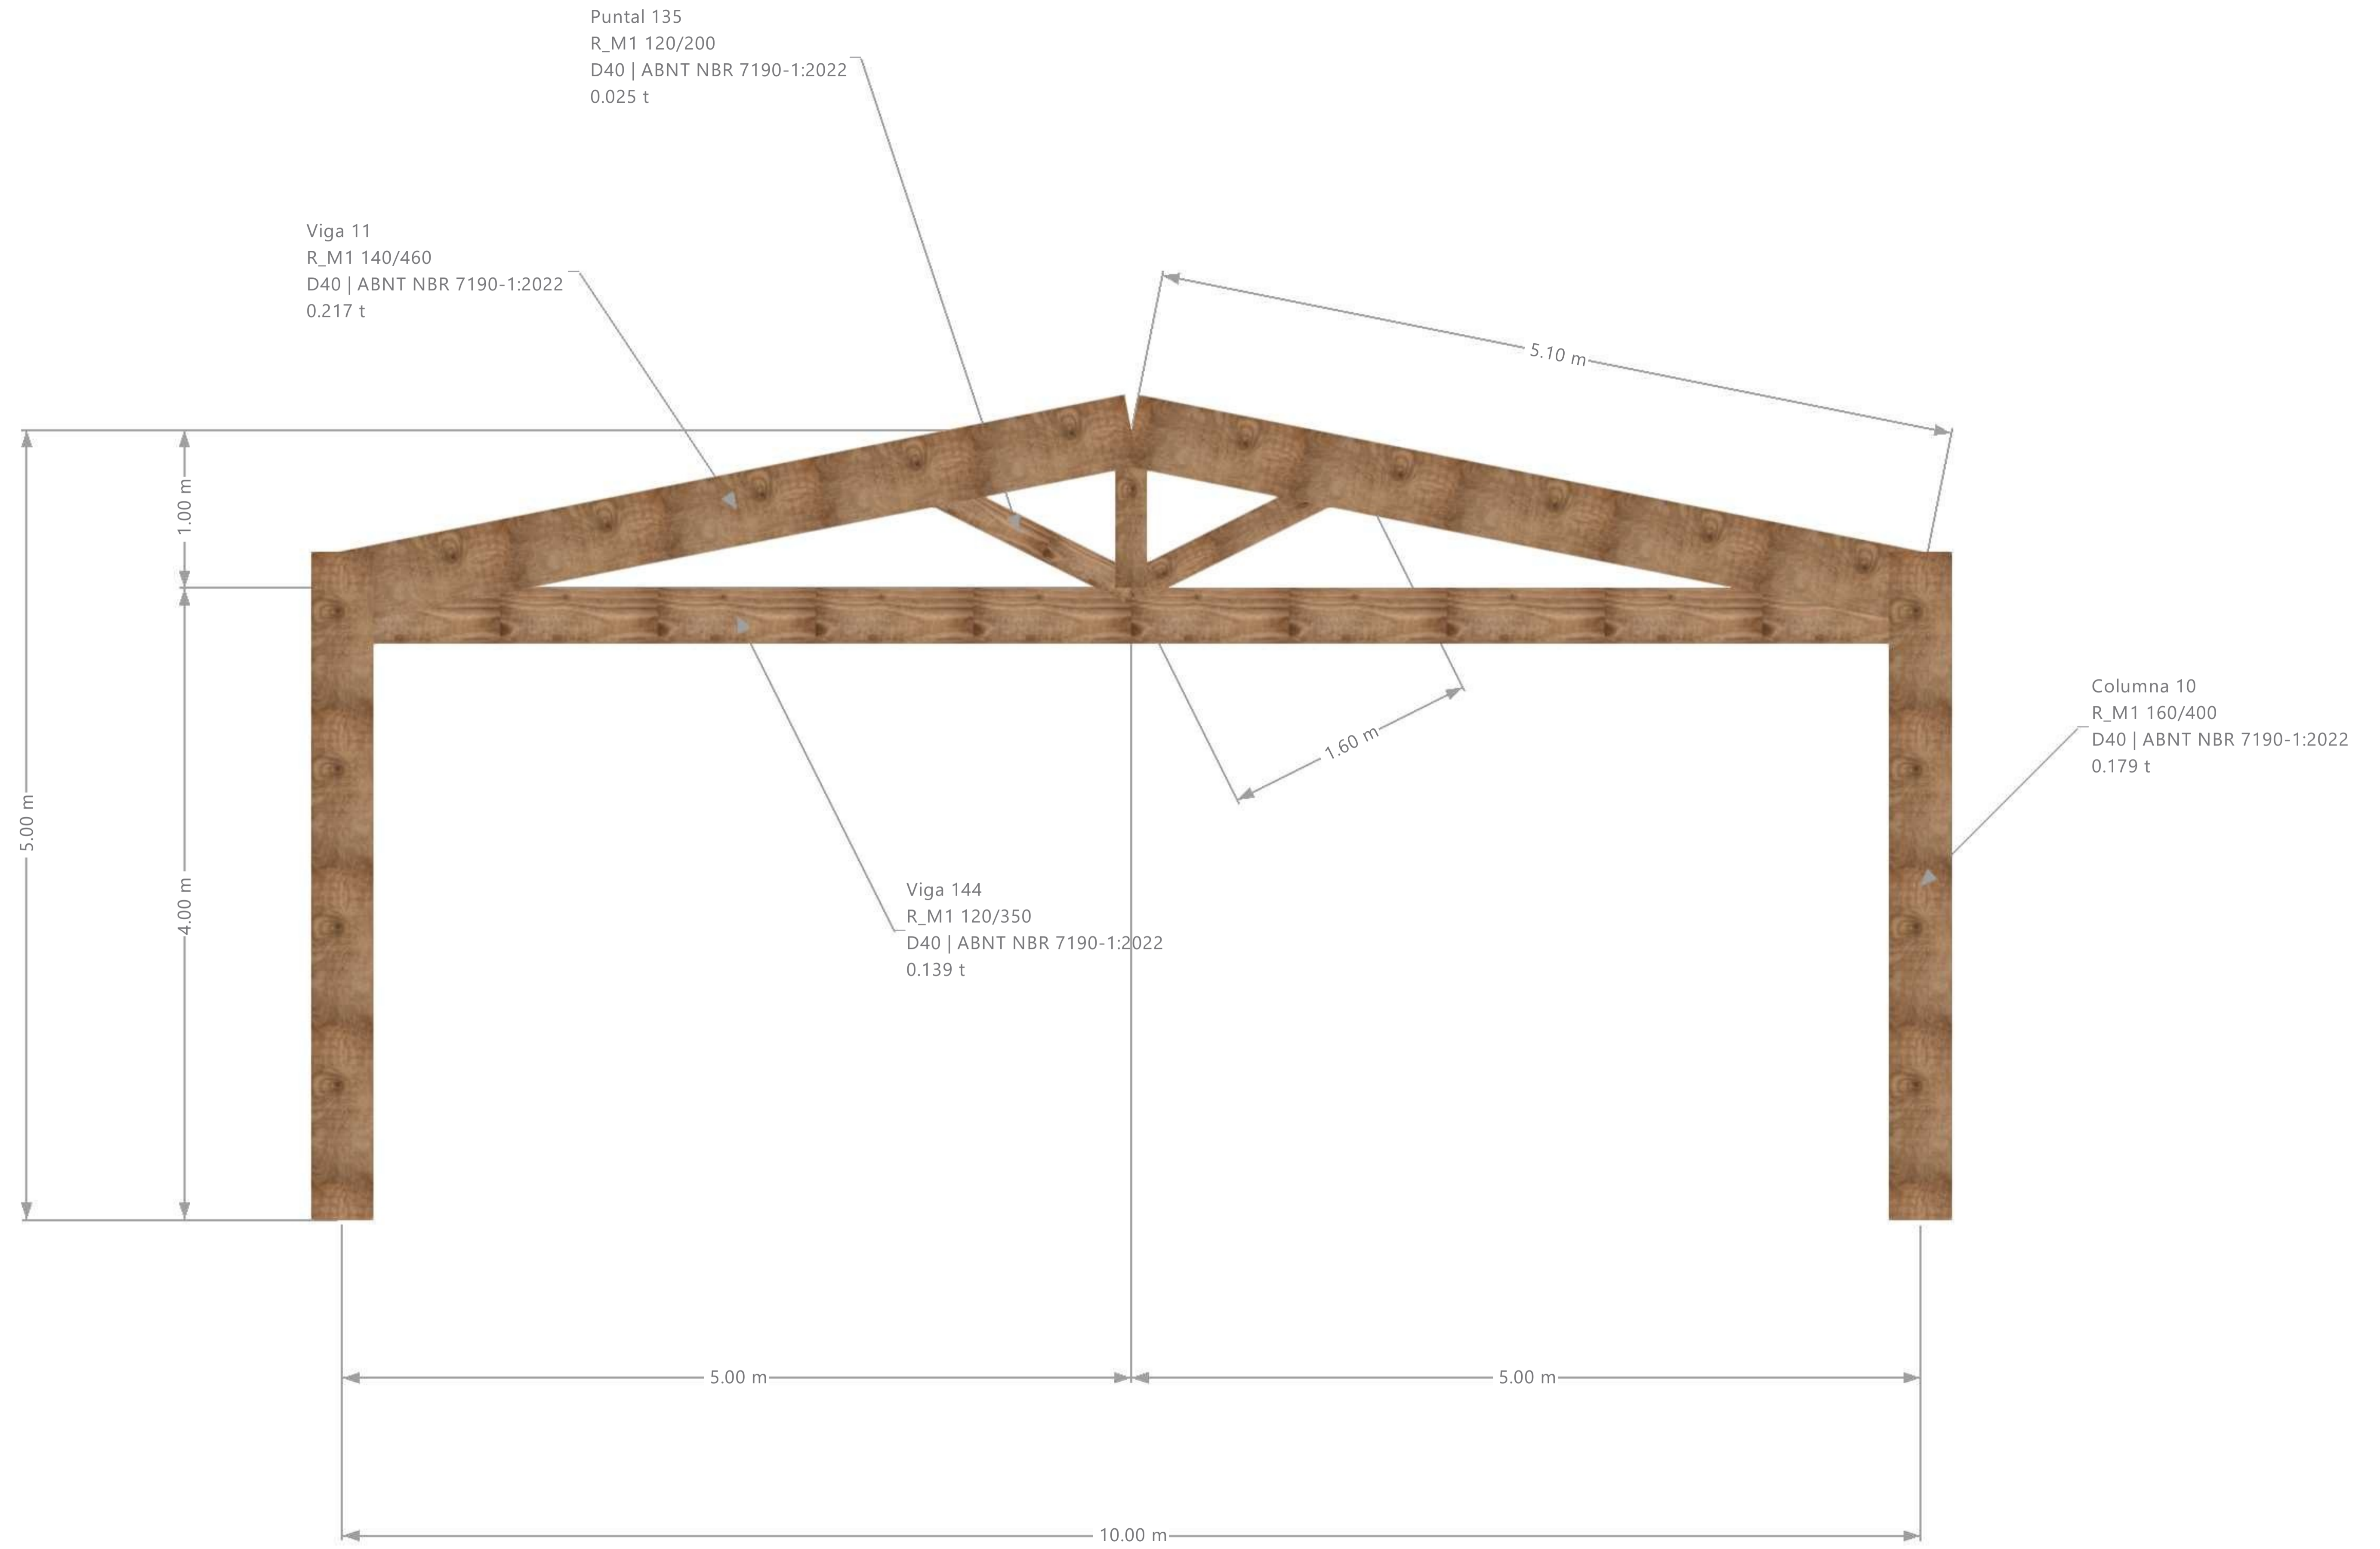 Puntal 135
R_M1 120/200
D40 | ABNT NBR 7190-1:2022
0.025 t
Viga 11
R_M1 140/460
D40 | ABNT NBR 7190-1:2022
0.217 t
5.10 m
1.00 m
5.00 m
4.00 m
1.60 m
Columna 10
R_M1 160/400
D40 | ABNT NBR 7190-1:2022
0.179 t
Viga 144
R_M1 120/350
D40 | ABNT NBR 7190-1:2022
0.139 t
5.00 m
5.00 m
10.00 m